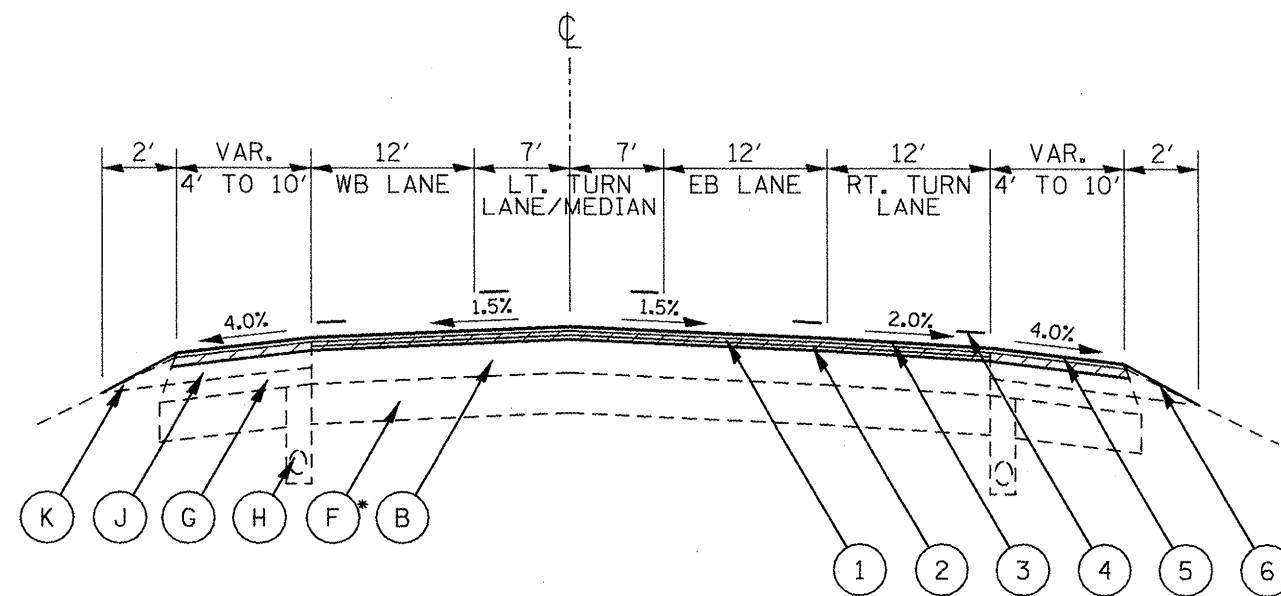 ℄
2' VAR. 12' 7' 7' 12' 12' VAR. 2'
4' TO 10' WB LANE LT. TURN EB LANE RT. TURN 4' TO 10'
LANE/MEDIAN LANE
4.0% 1.5% 1.5% 2.0% 4.0%
K J G H F* B
1 2 3 4 5 6